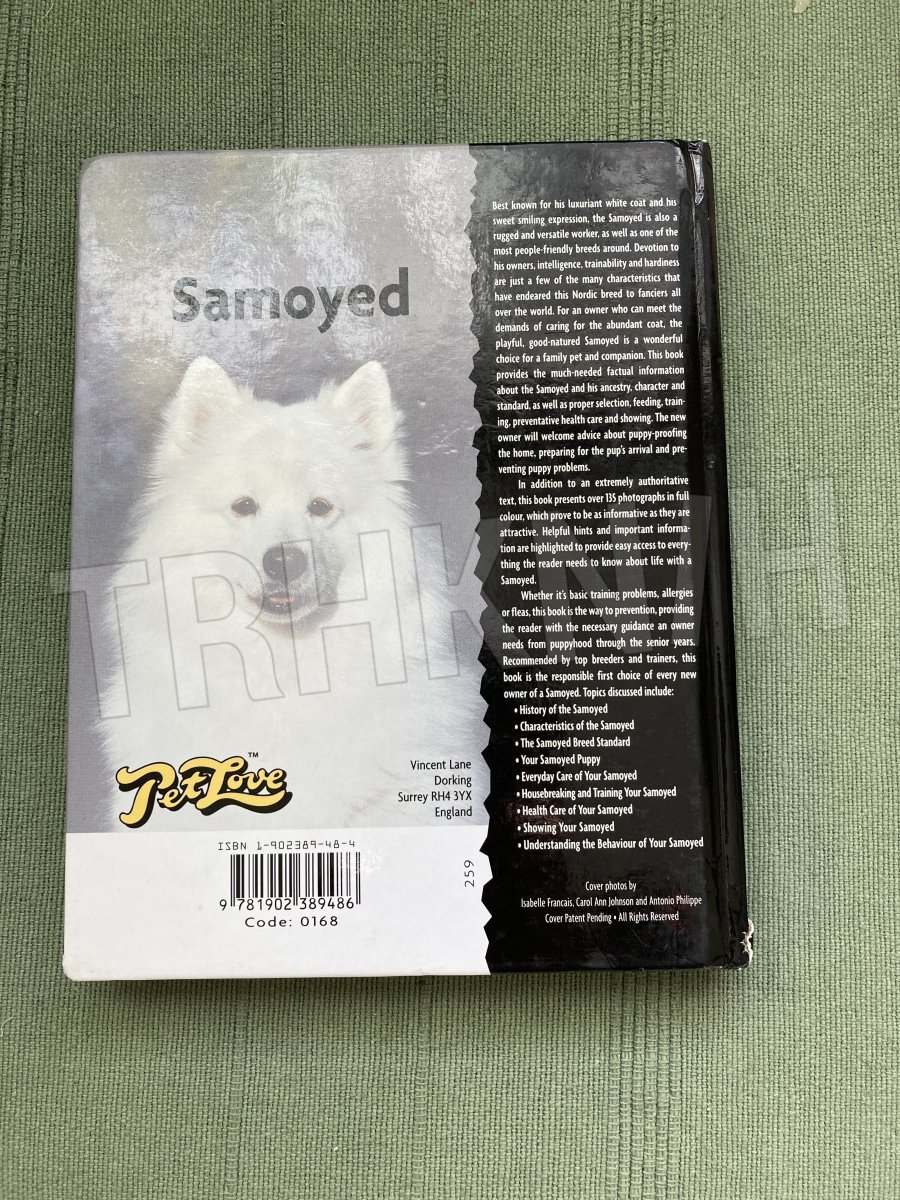 Samoyed
PetLove™
Vincent Lane
Dorking
Surrey RH4 3YX
England
ISBN 1-902389-48-4
9 781902 389486
Code: 0168
259
Best known for his luxuriant white coat and his
sweet smiling expression, the Samoyed is also a
rugged and versatile worker, as well as one of the
most people-friendly breeds around. Devotion to
his owners, intelligence, trainability and hardiness
are just a few of the many characteristics that
have endeared this Nordic breed to fanciers all
over the world. For an owner who can meet the
demands of caring for the abundant coat, the
playful, good-natured Samoyed is a wonderful
choice for a family pet and companion. This book
provides the much-needed factual information
about the Samoyed and his ancestry, character and
standard, as well as proper selection, feeding, train-
ing, preventative health care and showing. The new
owner will welcome advice about puppy-proofing
the home, preparing for the pup's arrival and pre-
venting puppy problems.
In addition to an extremely authoritative
text, this book presents over 135 photographs in full
colour, which prove to be as informative as they are
attractive. Helpful hints and important informa-
tion are highlighted to provide easy access to every-
thing the reader needs to know about life with a
Samoyed.
Whether it's basic training problems, allergies
or fleas, this book is the way to prevention, providing
the reader with the necessary guidance an owner
needs from puppyhood through the senior years.
Recommended by top breeders and trainers, this
book is the responsible first choice of every new
owner of a Samoyed. Topics discussed include:
• History of the Samoyed
• Characteristics of the Samoyed
• The Samoyed Breed Standard
• Your Samoyed Puppy
• Everyday Care of Your Samoyed
• Housebreaking and Training Your Samoyed
• Health Care of Your Samoyed
• Showing Your Samoyed
• Understanding the Behaviour of Your Samoyed
Cover photos by
Isabelle Francais, Carol Ann Johnson and Antonio Philippe
Cover Patent Pending • All Rights Reserved